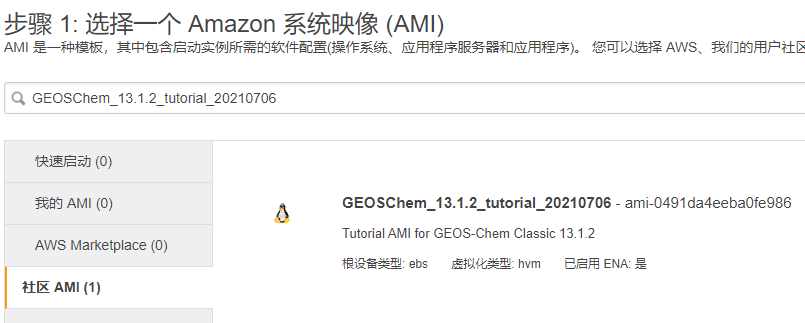 步骤 1: 选择一个 Amazon 系统映像 (AMI)
AMI 是一种模板，其中包含启动实例所需的软件配置(操作系统、应用程序服务器和应用程序)。 您可以选择 AWS、我们的用户社区
GEOSChem_13.1.2_tutorial_20210706
快速启动 (0)
我的 AMI (0)
AWS Marketplace (0)
社区 AMI (1)
GEOSChem_13.1.2_tutorial_20210706 - ami-0491da4eeba0fe986
Tutorial AMI for GEOS-Chem Classic 13.1.2
根设备类型: ebs 虚拟化类型: hvm 已启用 ENA: 是